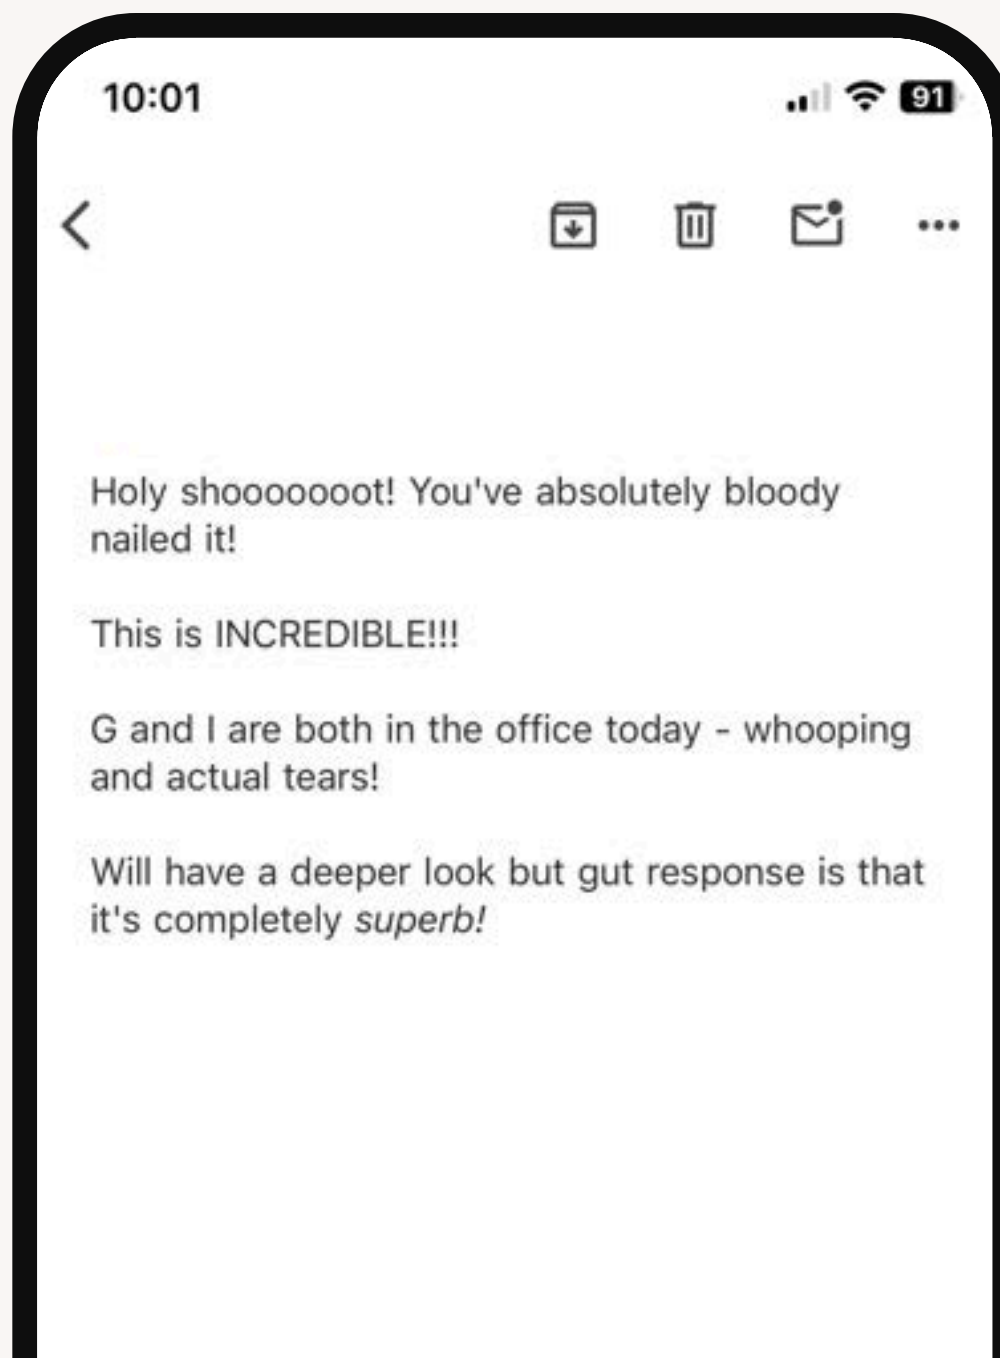 10:01
91
Holy shooooooot! You've absolutely bloody
nailed it!
This is INCREDIBLE!!!
G and I are both in the office today - whooping
and actual tears!
Will have a deeper look but gut response is that
it's completely superb!